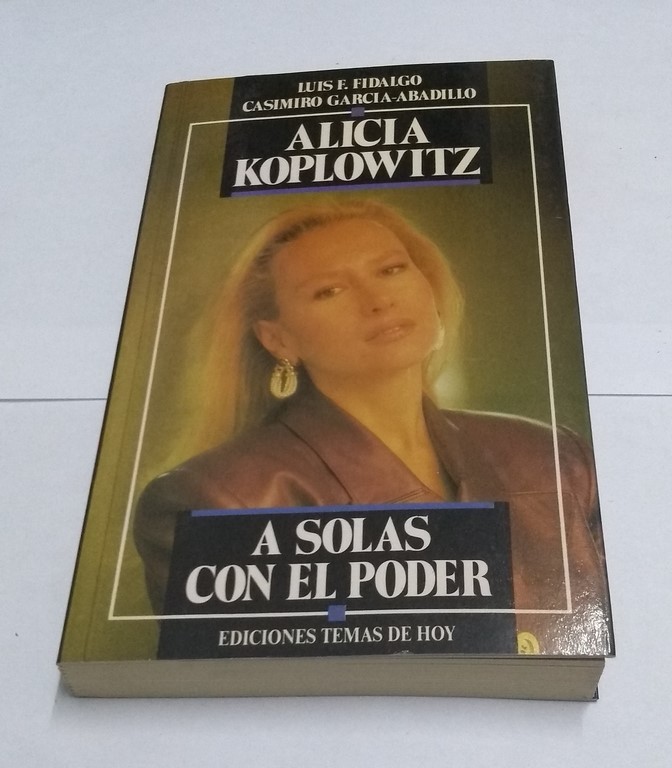 LUIS F. FIDALGO
CASIMIRO GARCIA-ABADILLO
ALICIA
KOPLOWITZ
A SOLAS
CON EL PODER
EDICIONES TEMAS DE HOY